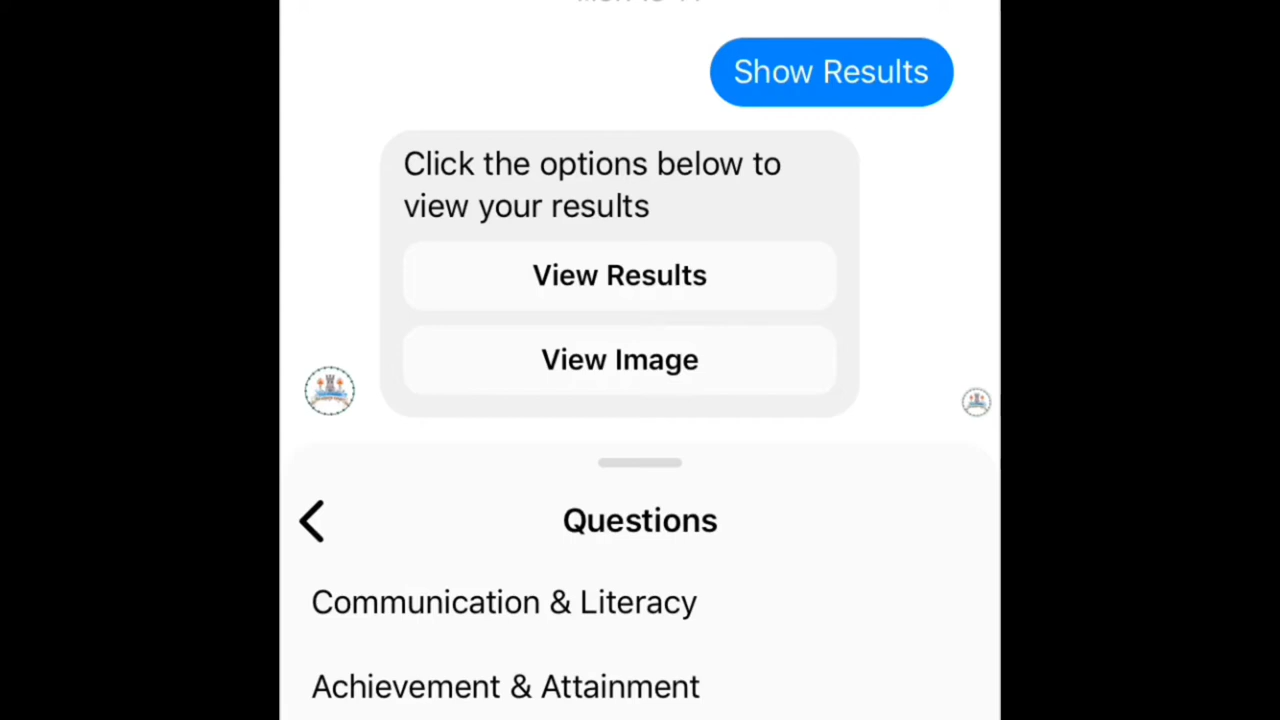 Show Results
Click the options below to
view your results
View Results
View Image
Questions
Communication & Literacy
Achievement & Attainment